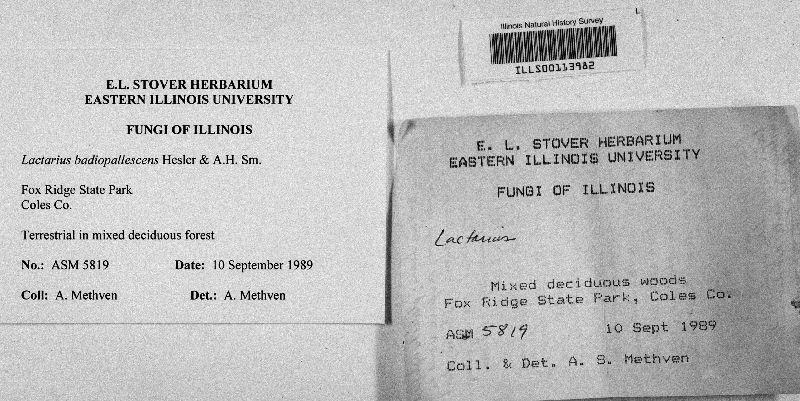 E.L. STOVER HERBARIUM
EASTERN ILLINOIS UNIVERSITY
FUNGI OF ILLINOIS
Lactarius badiopallescens Hesler & A.H. Sm.
Fox Ridge State Park
Coles Co.
Terrestrial in mixed deciduous forest
No.: ASM 5819 Date: 10 September 1989
Coll: A. Methven Det.: A. Methven
Illinois Natural History Survey
ILLS00113982
E. L. STOVER HERBARIUM
EASTERN ILLINOIS UNIVERSITY
FUNGI OF ILLINOIS
Lactarius
Mixed deciduous woods
Fox Ridge State Park, Coles Co.
ASM 5819 10 Sept 1989
Coll. & Det. A. S. Methven